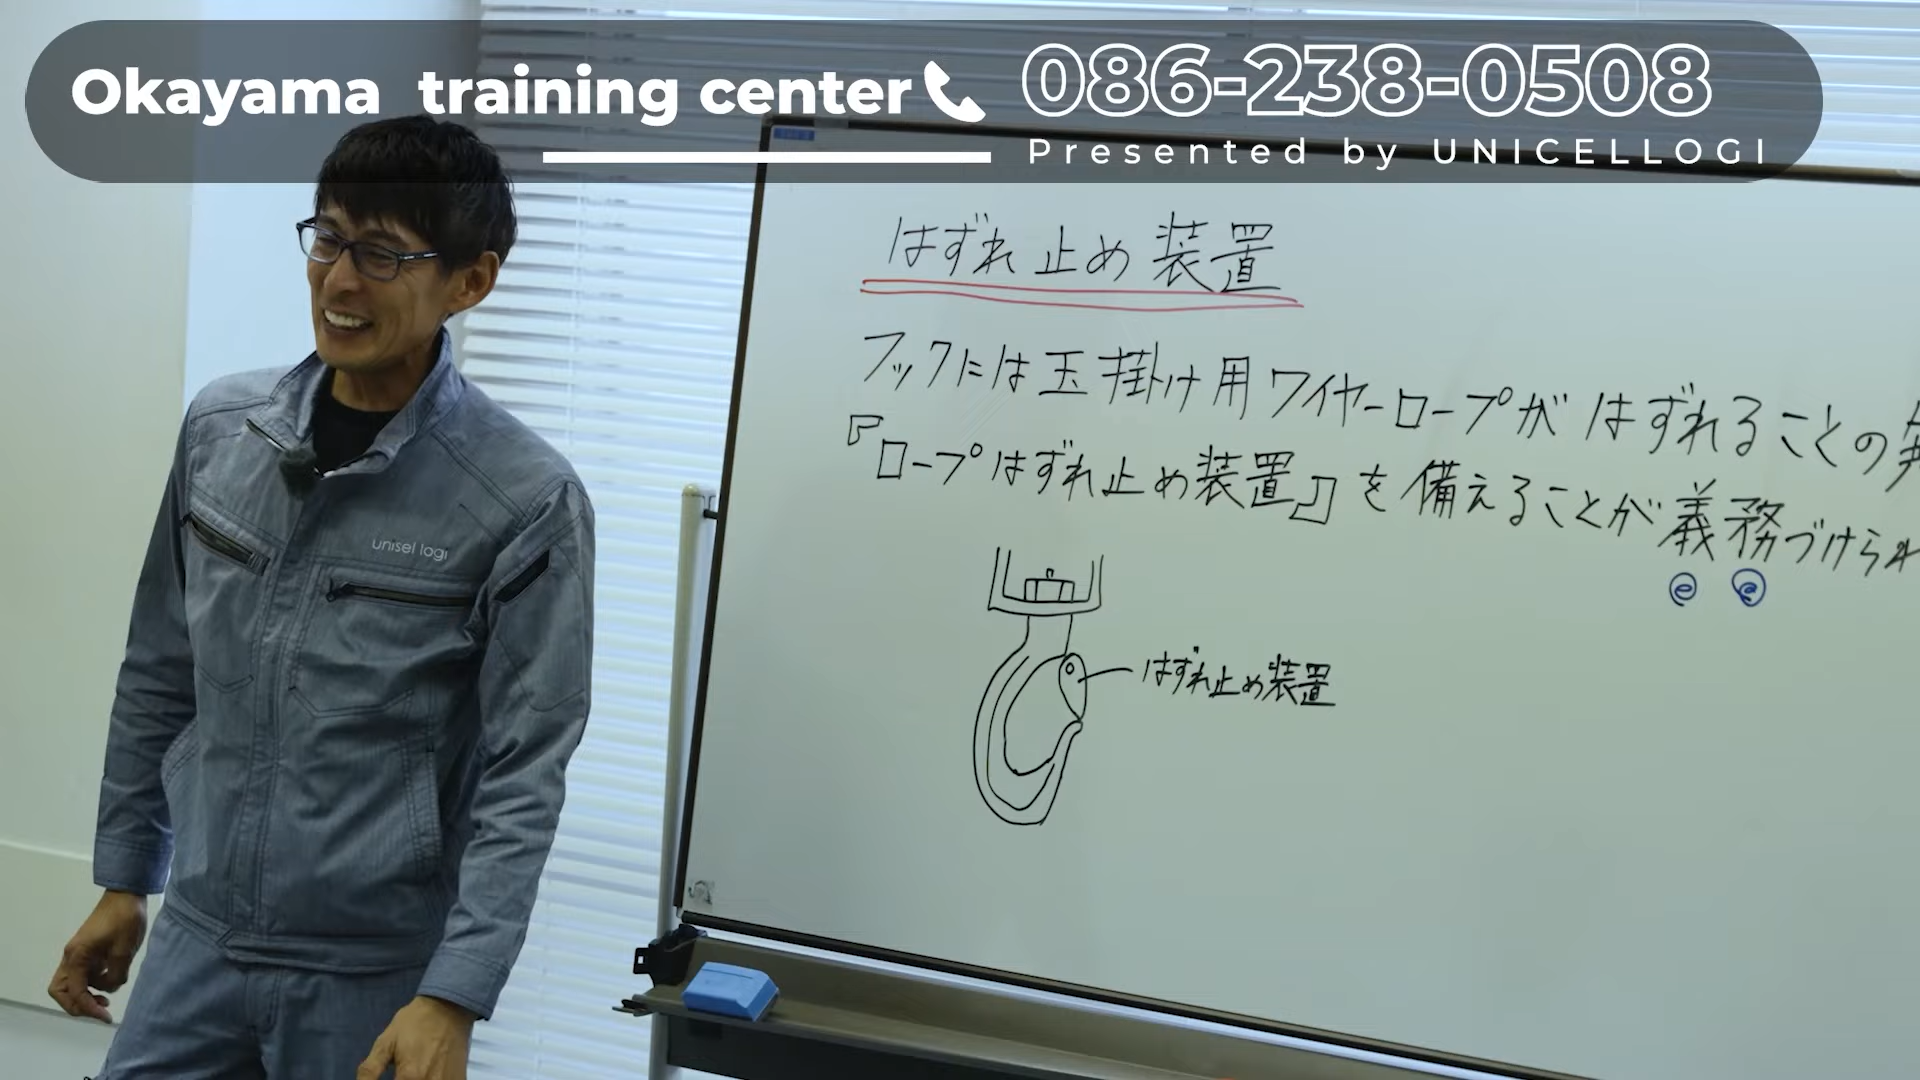 Okayama training center 086-238-0508
Presented by UNICELLOGI
はずれ止め装置
フックには玉掛け用ワイヤーロープがはずれることの
『ロープはずれ止め装置』を備えることが義務づけられ
はずれ止め装置
unisel logi